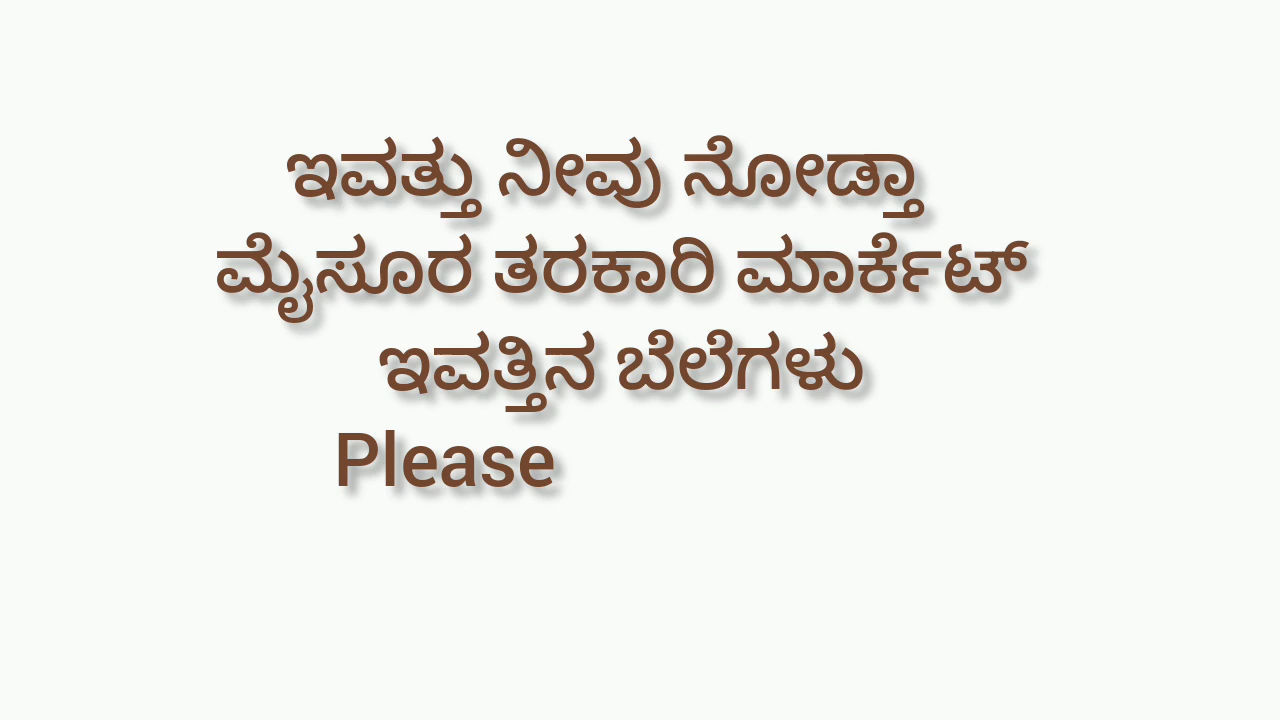 ಇವತ್ತು ನೀವು ನೋಡ್ತಾ
ಮೈಸೂರ ತರಕಾರಿ ಮಾರ್ಕೆಟ್
ಇವತ್ತಿನ ಬೆಲೆಗಳು
Please